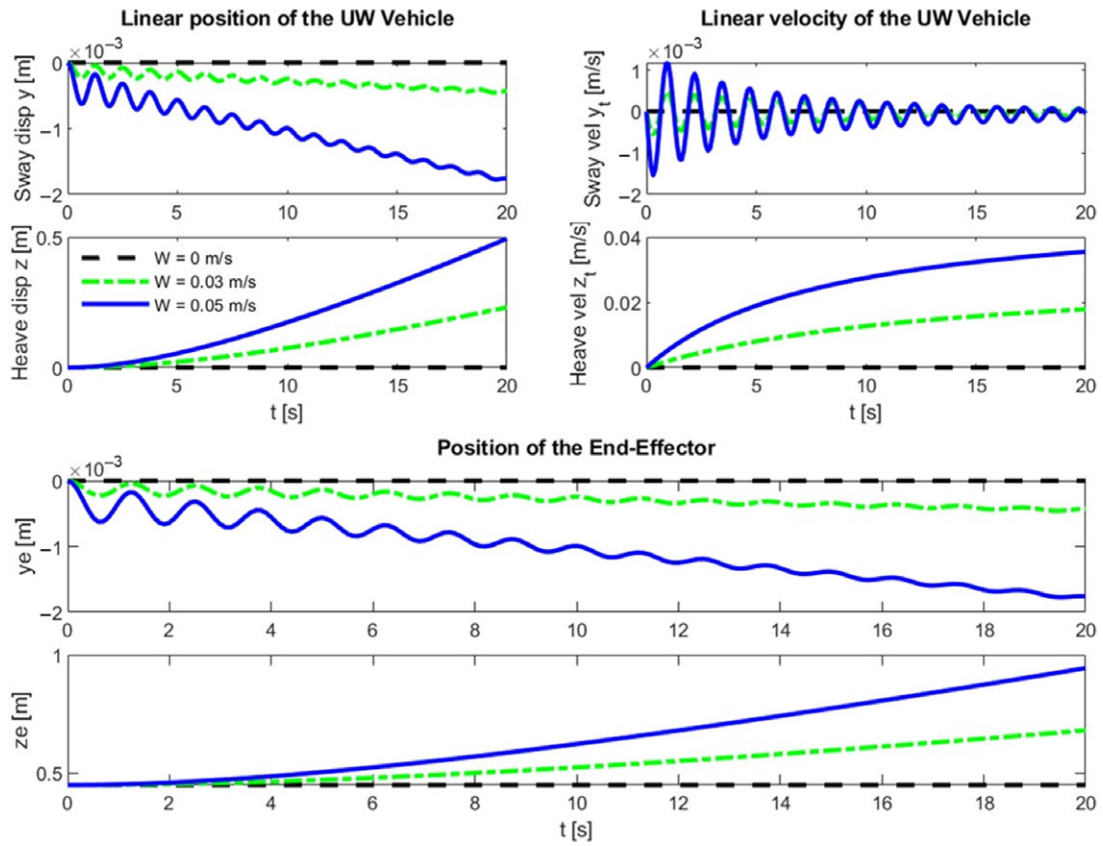 Linear position of the UW Vehicle
×10⁻³
Sway disp y [m]
0
−1
−2
0 5 10 15 20
Linear velocity of the UW Vehicle
×10⁻³
Sway vel yₜ [m/s]
1
0
−1
−2
0 5 10 15 20
Heave disp z [m]
0.5
0
W = 0 m/s
W = 0.03 m/s
W = 0.05 m/s
0 5 10 15 20
t [s]
Heave vel zₜ [m/s]
0.04
0.02
0
0 5 10 15 20
t [s]
Position of the End-Effector
×10⁻³
ye [m]
0
−1
−2
0 2 4 6 8 10 12 14 16 18 20
ze [m]
1
0.5
0 2 4 6 8 10 12 14 16 18 20
t [s]